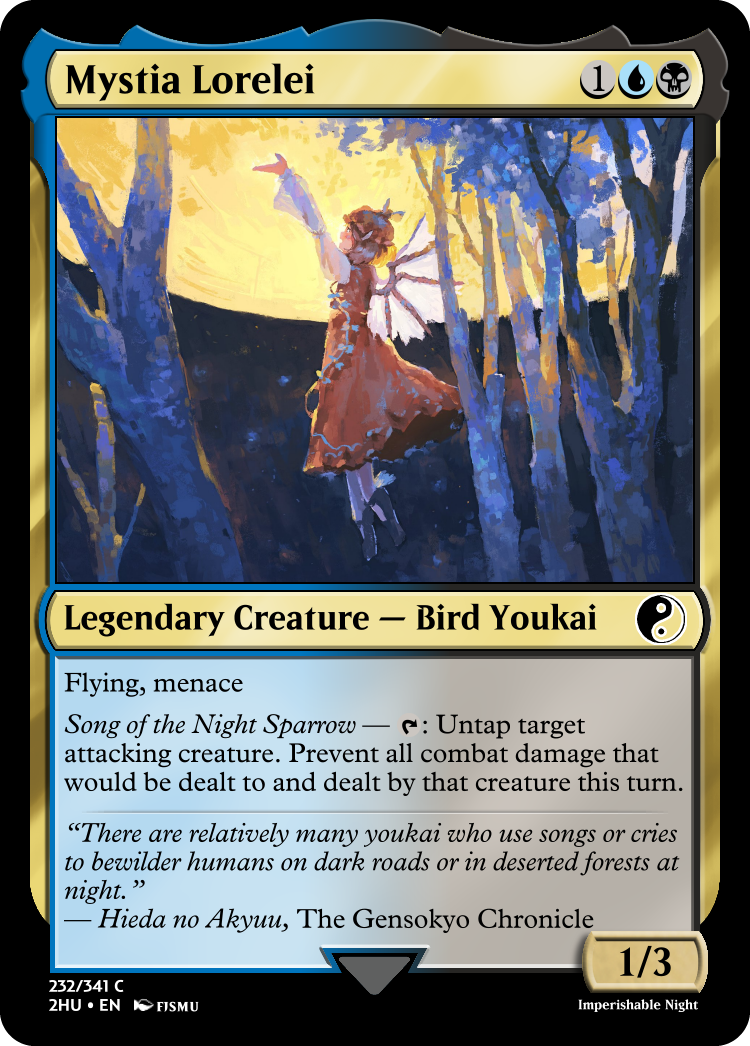 Mystia Lorelei 1
Legendary Creature — Bird Youkai
Flying, menace
Song of the Night Sparrow — : Untap target
attacking creature. Prevent all combat damage that
would be dealt to and dealt by that creature this turn.
“There are relatively many youkai who use songs or cries
to bewilder humans on dark roads or in deserted forests at
night.”
— Hieda no Akyuu, The Gensokyo Chronicle
1/3
232/341 C
2HU • EN FJSMU
Imperishable Night